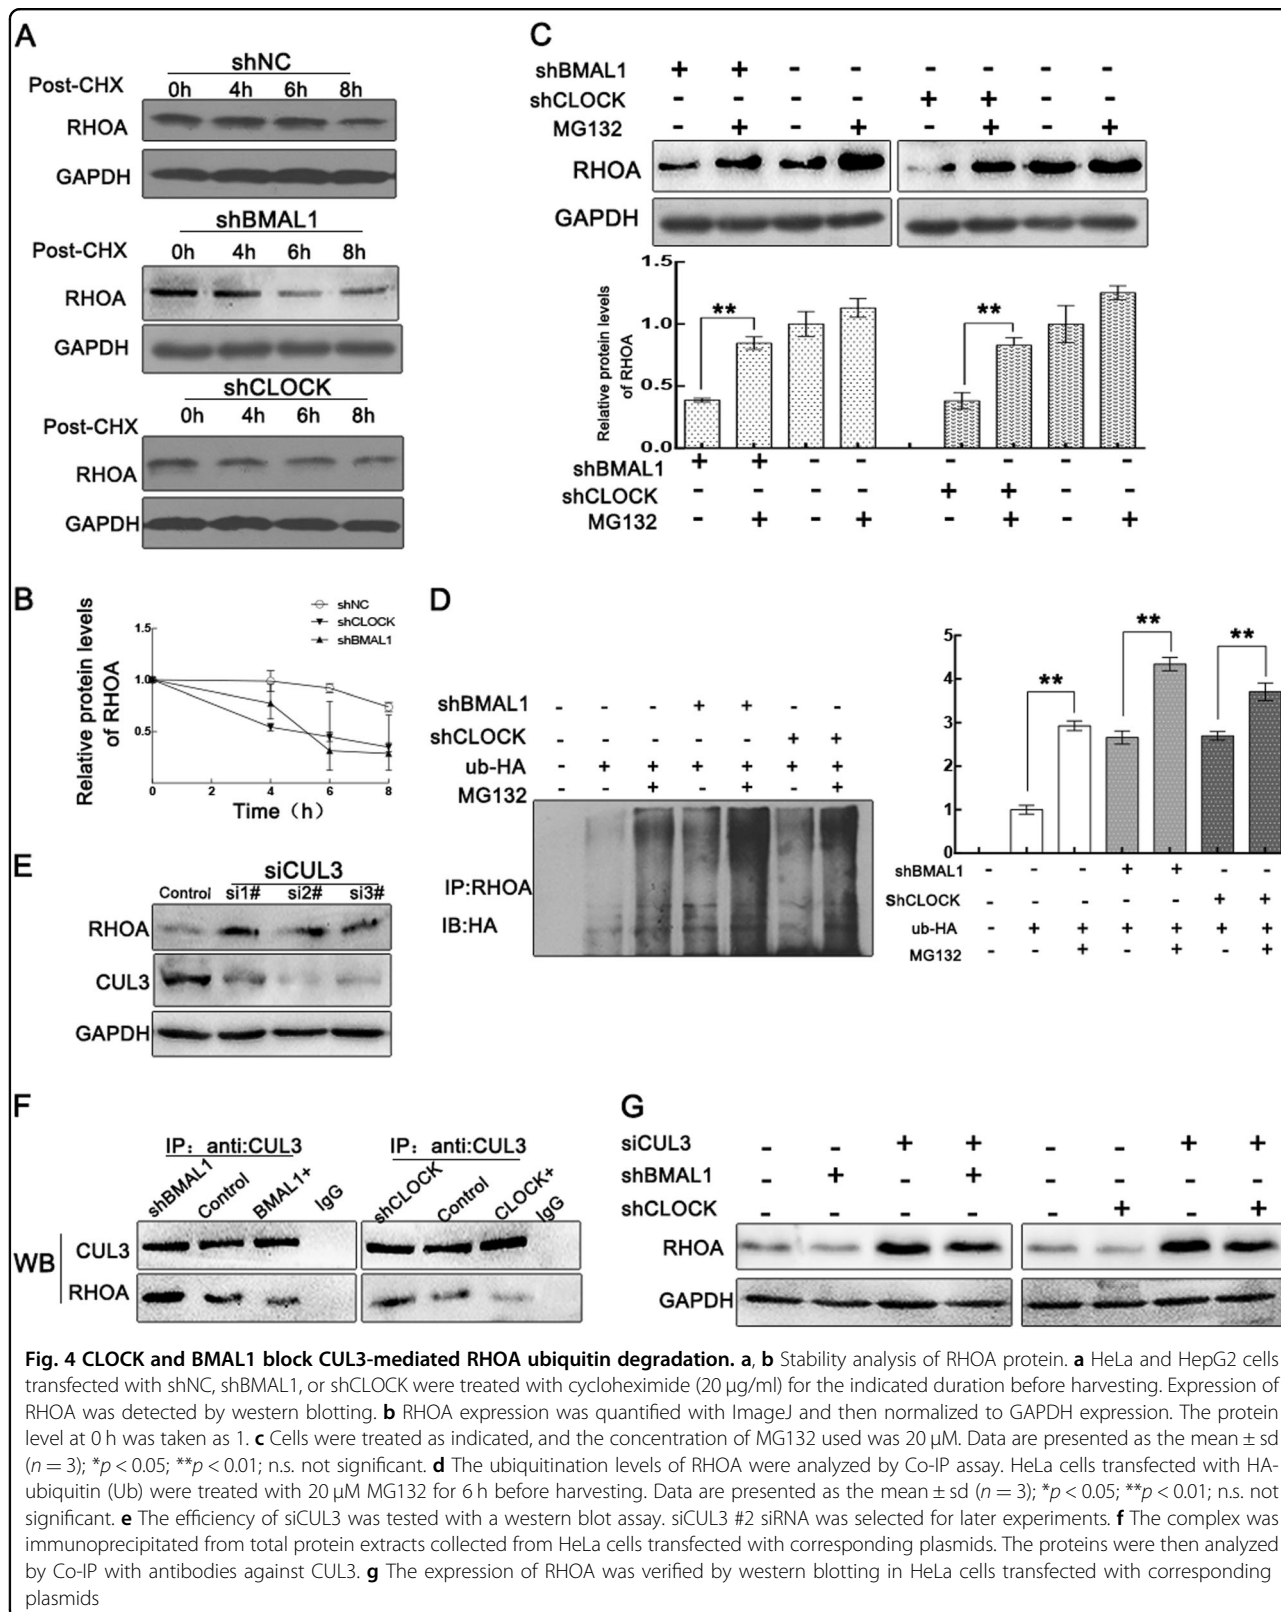 A
shNC
Post-CHX 0h 4h 6h 8h
RHOA
GAPDH
shBMAL1
Post-CHX 0h 4h 6h 8h
RHOA
GAPDH
shCLOCK
0h 4h 6h 8h
Post-CHX
RHOA
GAPDH
B
Relative protein levels of RHOA
shNC
shCLOCK
shBMAL1
1.5
1.0
0.5
0 2 4 6 8
Time (h)
C
shBMAL1 + + - - - - - -
shCLOCK - - - - + + - -
MG132 - + - + - + - +
RHOA
GAPDH
Relative protein levels of RHOA
1.5
1.0
0.5
0.0
** **
shBMAL1 + + - - - - - -
shCLOCK - - - - + + - -
MG132 - + - + - + - +
D
shBMAL1 - - - + + - -
shCLOCK - - - - - + +
ub-HA - + + + + + +
MG132 - - + - + - +
IP:RHOA
IB:HA
5
4
3
2
1
0
** ** **
shBMAL1 - - - + + - -
ShCLOCK - - - - - + +
ub-HA - + + + + + +
MG132 - - + - + - +
E
siCUL3
Control si1# si2# si3#
RHOA
CUL3
GAPDH
F
IP: anti:CUL3 IP: anti:CUL3
shBMAL1 Control BMAL1+ IgG shCLOCK Control CLOCK+ IgG
WB
CUL3
RHOA
G
siCUL3 - - + + - - + +
shBMAL1 - + - + - - - -
shCLOCK - - - - - + - +
RHOA
GAPDH
Fig. 4 CLOCK and BMAL1 block CUL3-mediated RHOA ubiquitin degradation. a, b Stability analysis of RHOA protein. a HeLa and HepG2 cells
transfected with shNC, shBMAL1, or shCLOCK were treated with cycloheximide (20 µg/ml) for the indicated duration before harvesting. Expression of
RHOA was detected by western blotting. b RHOA expression was quantified with ImageJ and then normalized to GAPDH expression. The protein
level at 0 h was taken as 1. c Cells were treated as indicated, and the concentration of MG132 used was 20 µM. Data are presented as the mean ± sd
(n = 3); *p < 0.05; **p < 0.01; n.s. not significant. d The ubiquitination levels of RHOA were analyzed by Co-IP assay. HeLa cells transfected with HA-
ubiquitin (Ub) were treated with 20 µM MG132 for 6 h before harvesting. Data are presented as the mean ± sd (n = 3); *p < 0.05; **p < 0.01; n.s. not
significant. e The efficiency of siCUL3 was tested with a western blot assay. siCUL3 #2 siRNA was selected for later experiments. f The complex was
immunoprecipitated from total protein extracts collected from HeLa cells transfected with corresponding plasmids. The proteins were then analyzed
by Co-IP with antibodies against CUL3. g The expression of RHOA was verified by western blotting in HeLa cells transfected with corresponding
plasmids